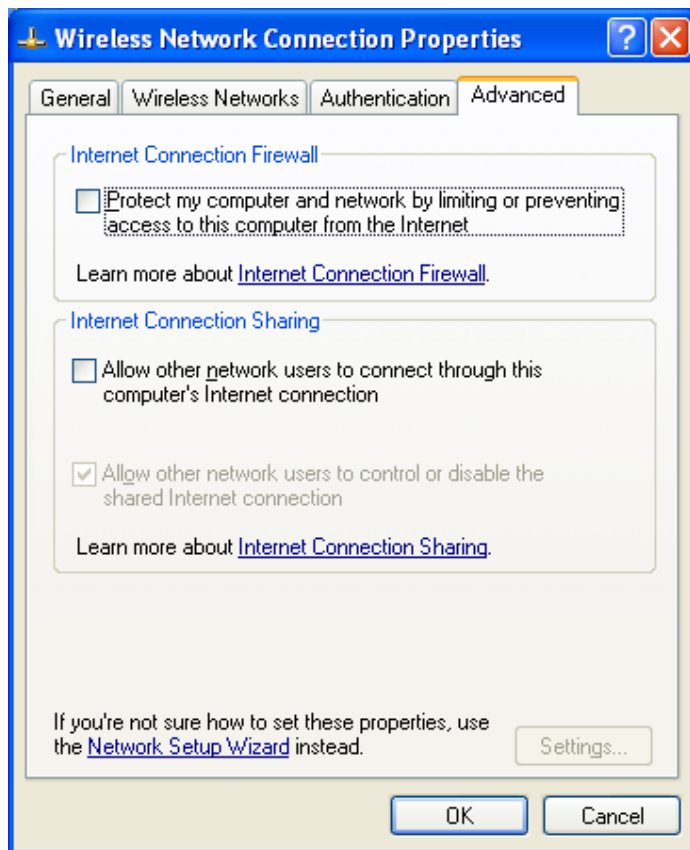 Wireless Network Connection Properties
General
Wireless Networks
Authentication
Advanced
Internet Connection Firewall
Protect my computer and network by limiting or preventing
access to this computer from the Internet
Learn more about Internet Connection Firewall.
Internet Connection Sharing
Allow other network users to connect through this
computer's Internet connection
Allow other network users to control or disable the
shared Internet connection
Learn more about Internet Connection Sharing.
If you're not sure how to set these properties, use
the Network Setup Wizard instead.
Settings...
OK
Cancel